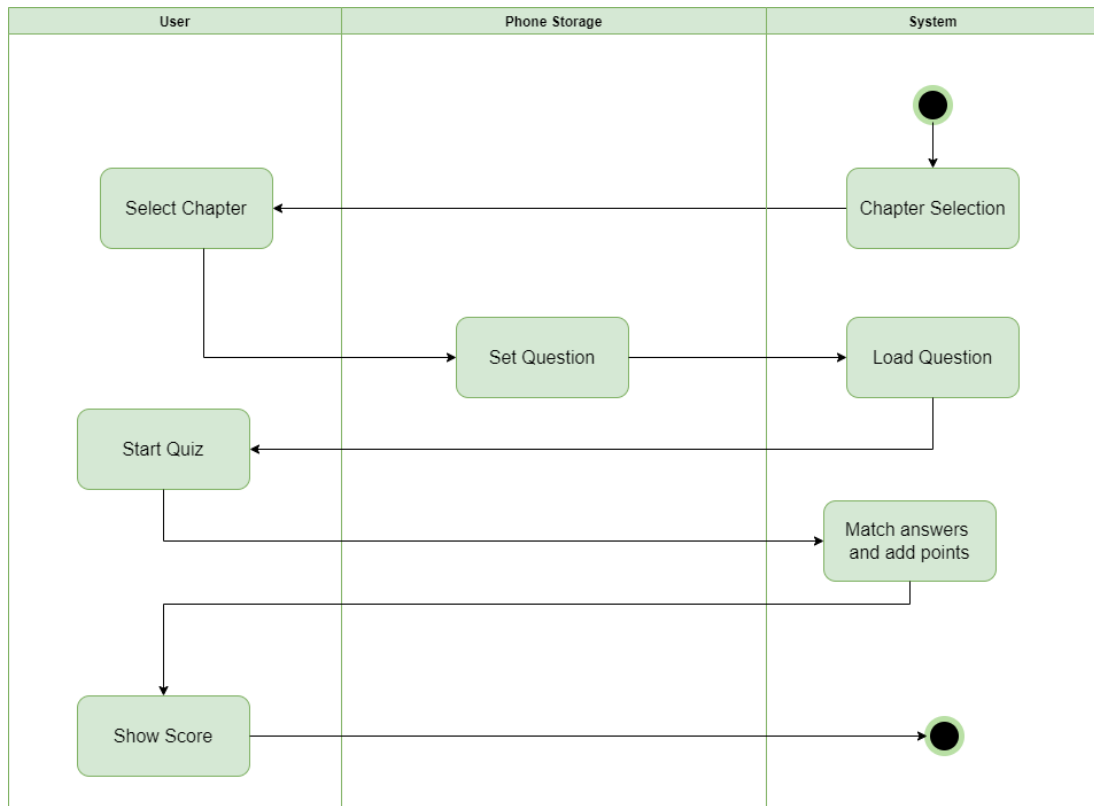 User
Phone Storage
System
Select Chapter
Chapter Selection
Set Question
Load Question
Start Quiz
Match answers
and add points
Show Score